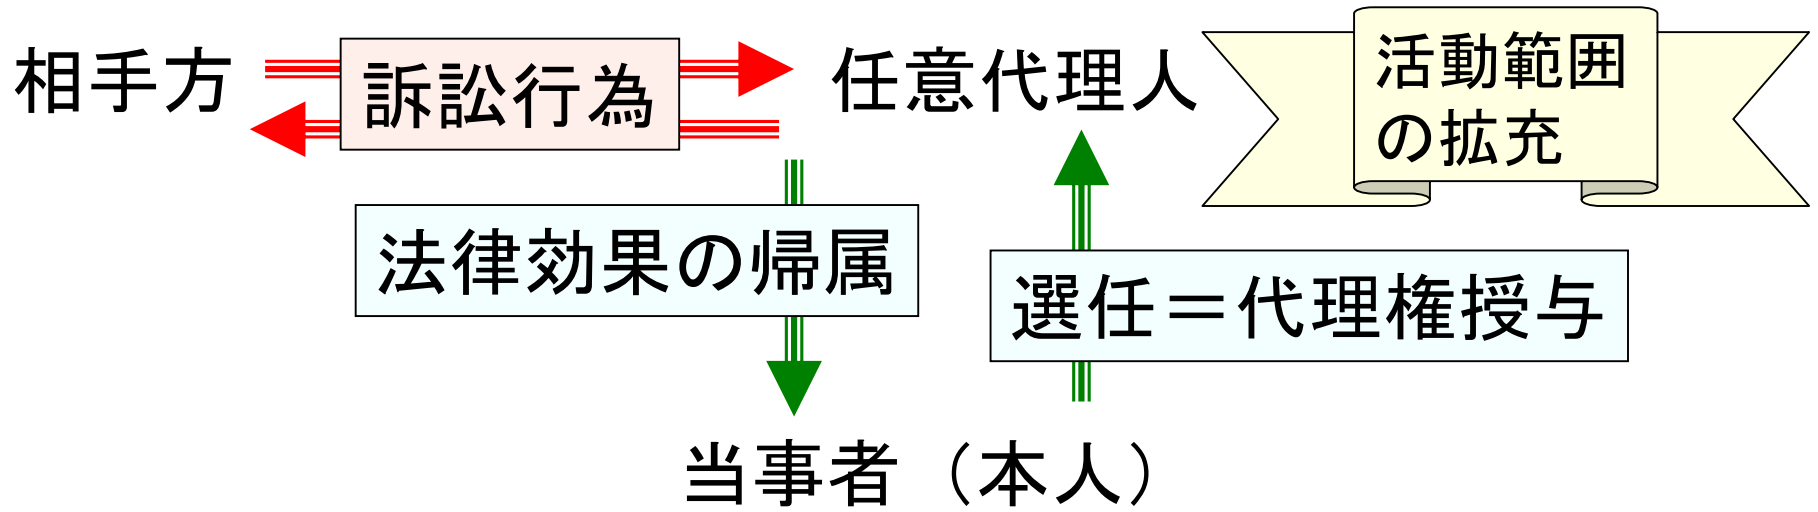 相手方
訴訟行為
任意代理人
活動範囲
の拡充
法律効果の帰属
選任＝代理権授与
当事者（本人）